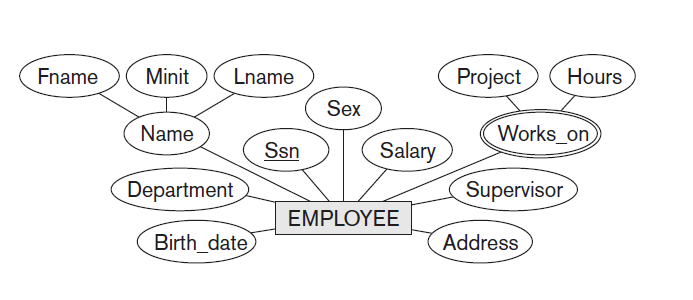 Fname
Minit
Lname
Project
Hours
Sex
Name
Works_on
Ssn
Salary
Department
Supervisor
EMPLOYEE
Birth_date
Address